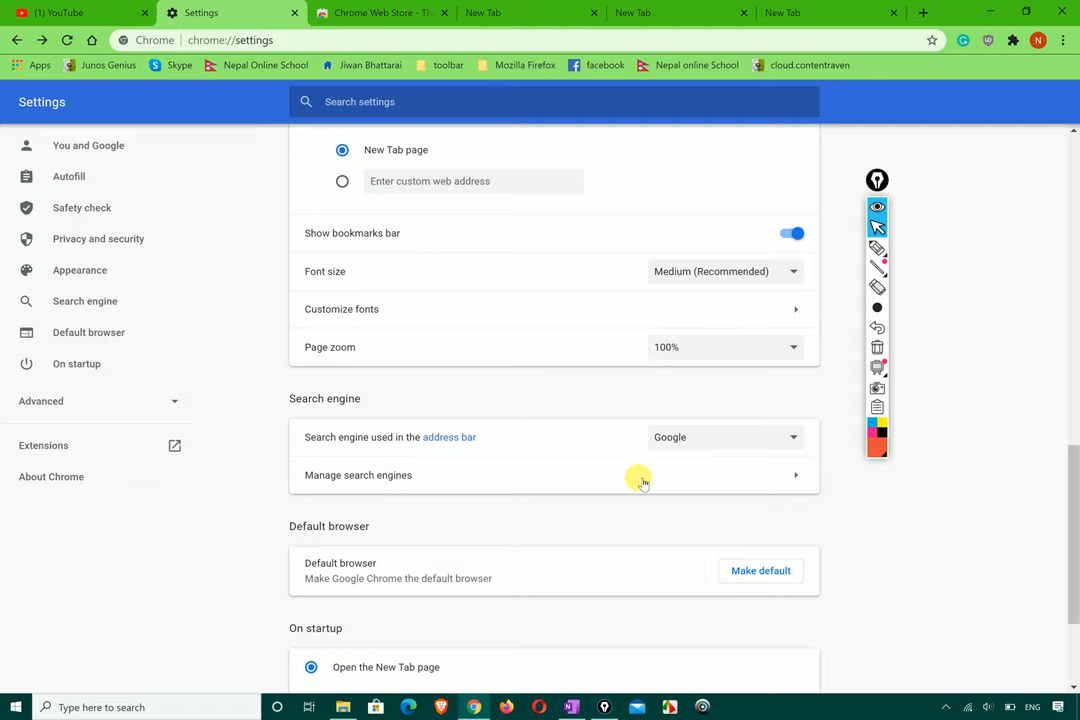 (1) YouTube
Settings
Chrome Web Store - Th
New Tab
New Tab
New Tab
Chrome
chrome://settings
N
Apps
Junos Genius
Skype
Nepal Online School
Jiwan Bhattarai
toolbar
Mozilla Firefox
facebook
Nepal online School
cloud.contentraven
Settings
Search settings
You and Google
Autofill
Safety check
Privacy and security
Appearance
Search engine
Default browser
On startup
Advanced
Extensions
About Chrome
New Tab page
Enter custom web address
Show bookmarks bar
Font size
Medium (Recommended)
Customize fonts
Page zoom
100%
Search engine
Search engine used in the address bar
Google
Manage search engines
Default browser
Default browser
Make Google Chrome the default browser
Make default
On startup
Open the New Tab page
Type here to search
ENG